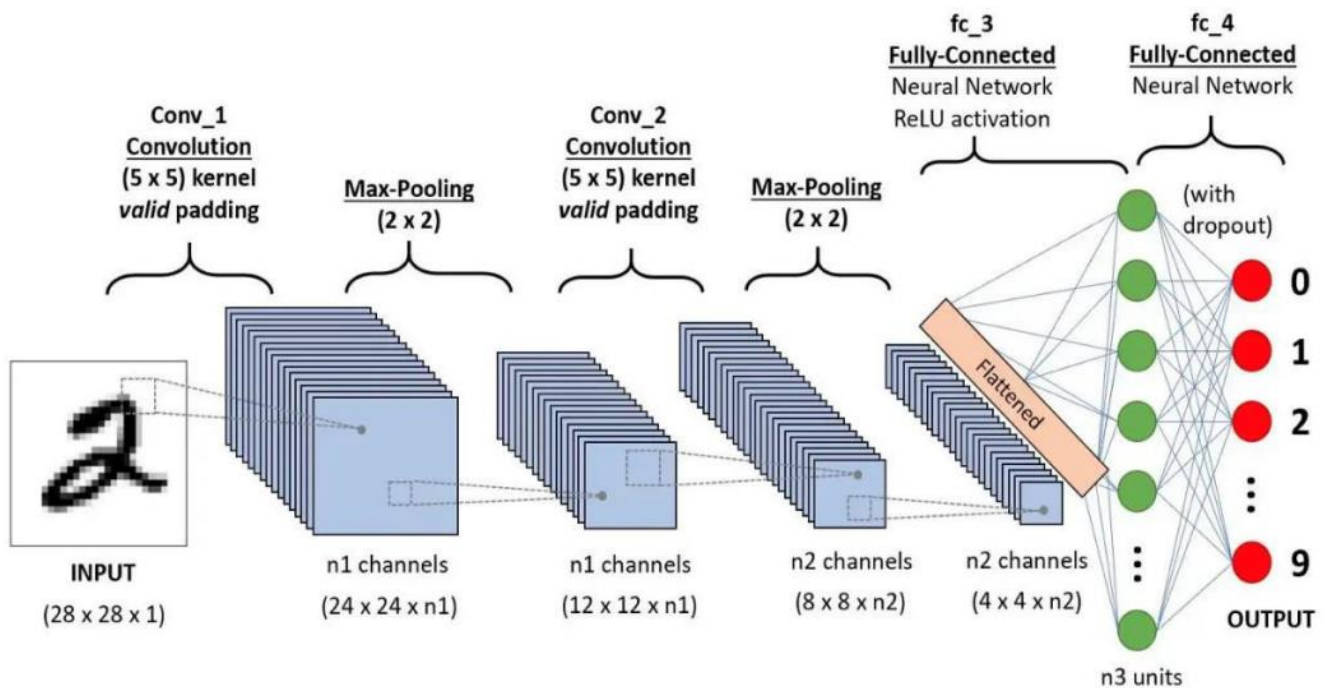 fc_3
Fully-Connected
Neural Network
ReLU activation
fc_4
Fully-Connected
Neural Network
Conv_1
Convolution
(5 x 5) kernel
valid padding
Max-Pooling
(2 x 2)
Conv_2
Convolution
(5 x 5) kernel
valid padding
Max-Pooling
(2 x 2)
(with
dropout)
Flattened
0
1
2
9
INPUT
(28 x 28 x 1)
n1 channels
(24 x 24 x n1)
n1 channels
(12 x 12 x n1)
n2 channels
(8 x 8 x n2)
n2 channels
(4 x 4 x n2)
n3 units
OUTPUT